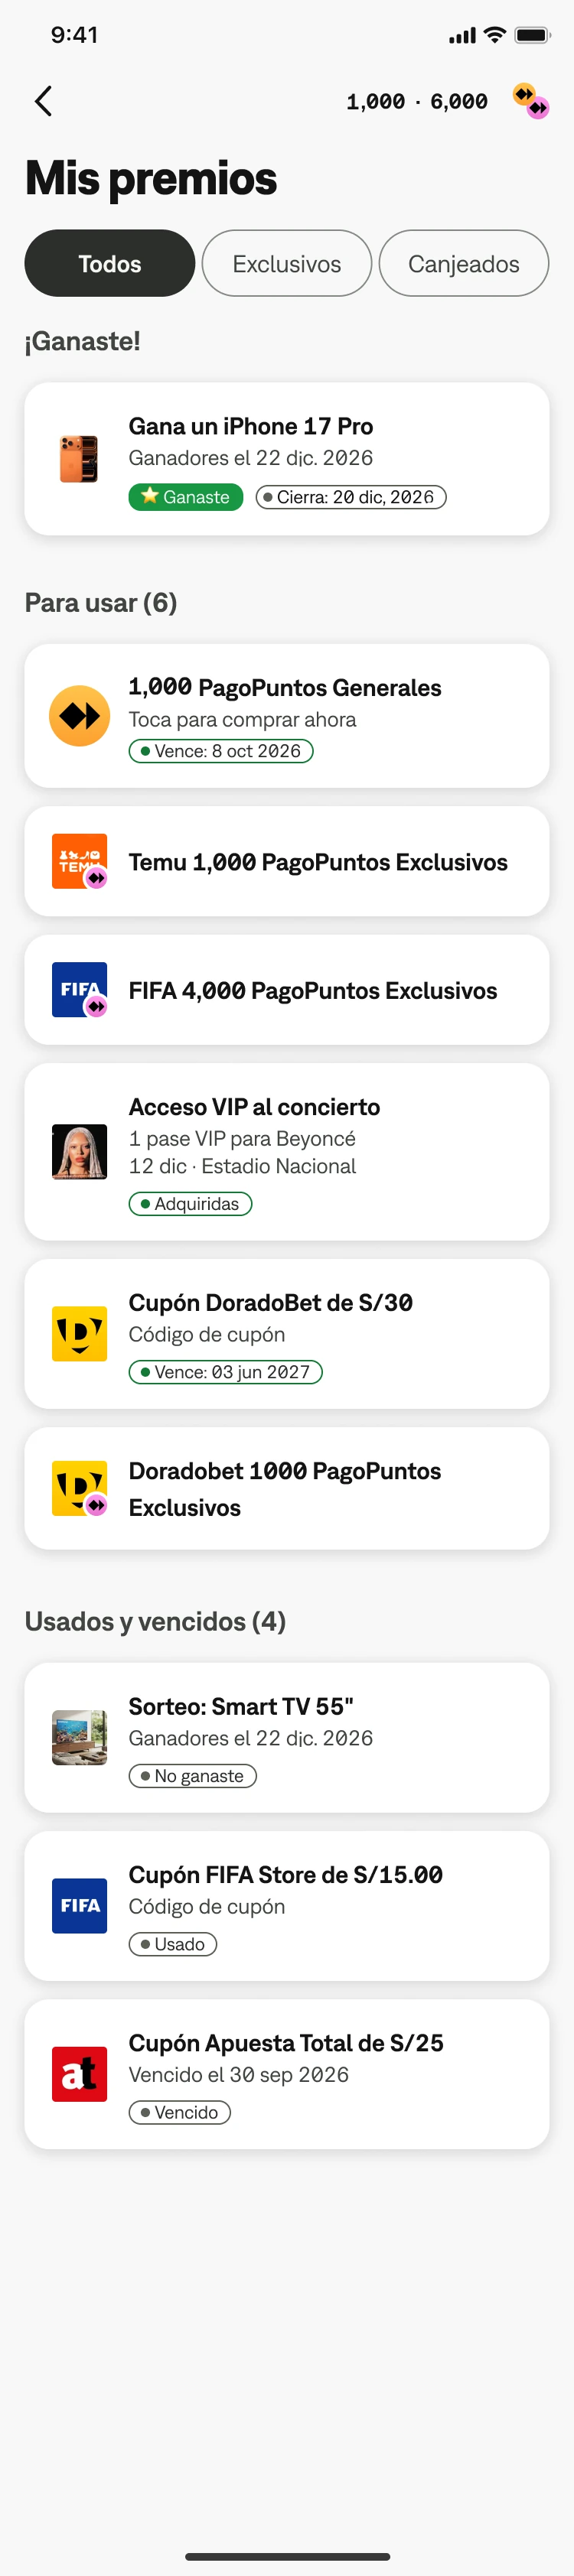 9:41
1,000 · 6,000
Mis premios
Todos
Exclusivos
Canjeados
¡Ganaste!
Gana un iPhone 17 Pro
Ganadores el 22 dic. 2026
Ganaste
Cierra: 20 dic, 2026
Para usar (6)
1,000 PagoPuntos Generales
Toca para comprar ahora
Vence: 8 oct 2026
TEMU
Temu 1,000 PagoPuntos Exclusivos
FIFA
FIFA 4,000 PagoPuntos Exclusivos
Acceso VIP al concierto
1 pase VIP para Beyoncé
12 dic · Estadio Nacional
Adquiridas
D
Cupón DoradoBet de S/30
Código de cupón
Vence: 03 jun 2027
D
Doradobet 1000 PagoPuntos
Exclusivos
Usados y vencidos (4)
Sorteo: Smart TV 55"
Ganadores el 22 dic. 2026
No ganaste
FIFA
Cupón FIFA Store de S/15.00
Código de cupón
Usado
at
Cupón Apuesta Total de S/25
Vencido el 30 sep 2026
Vencido